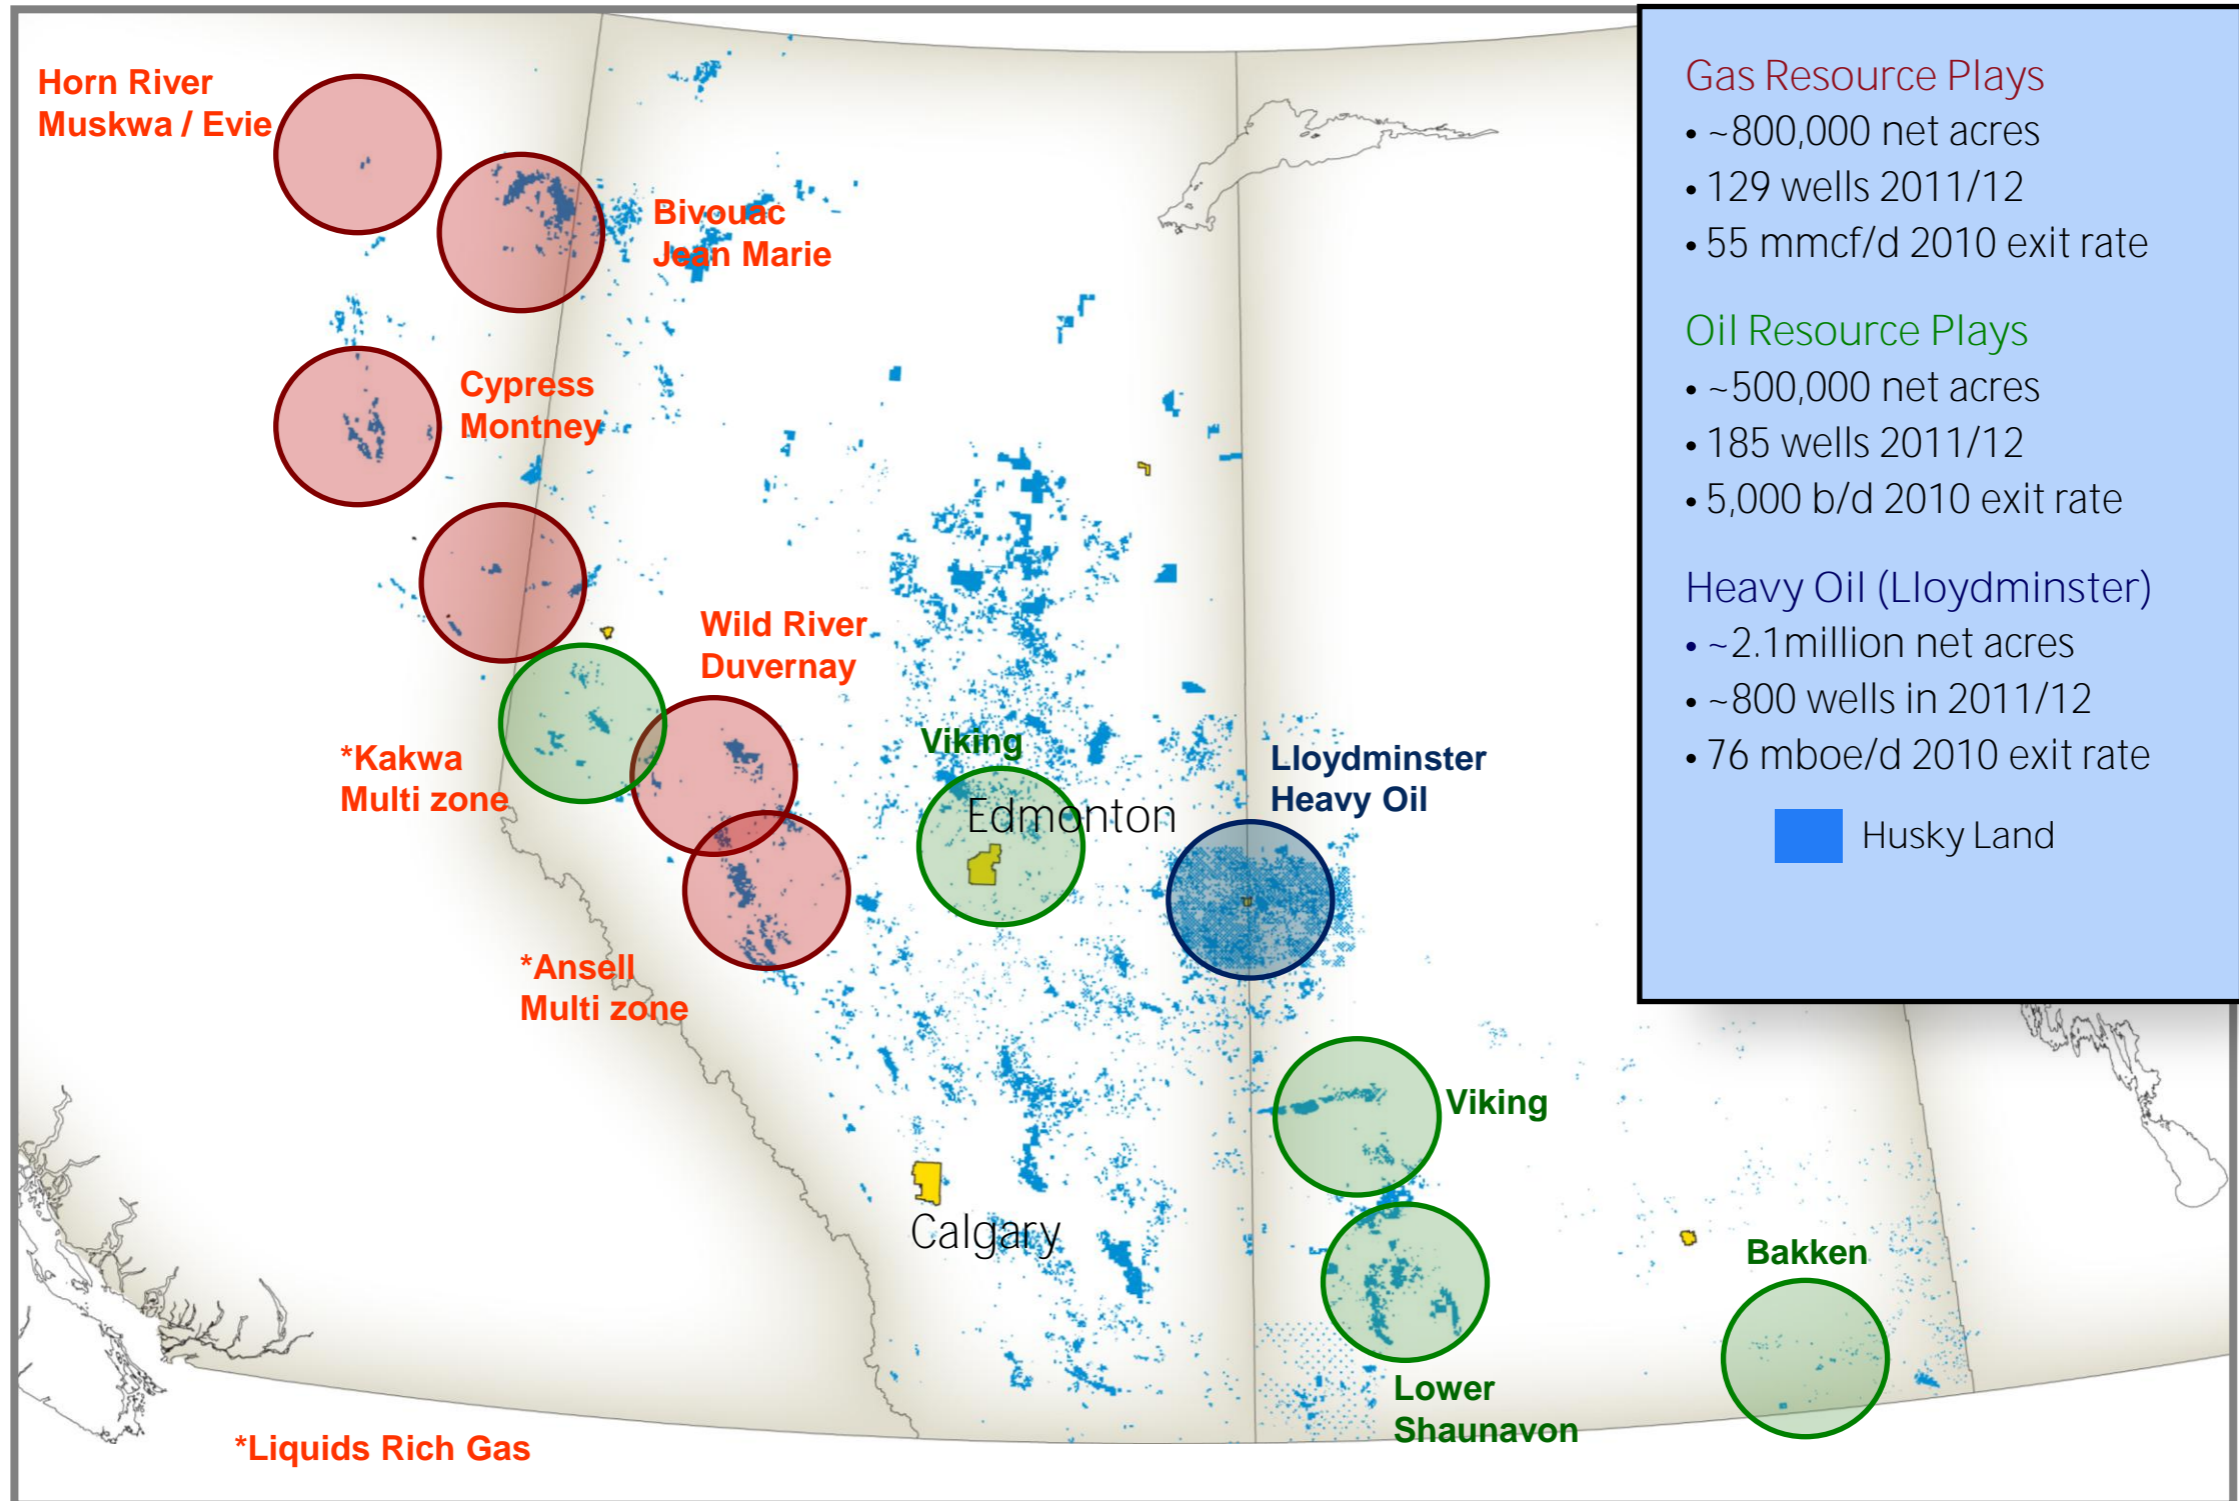 Horn River
Muskwa / Evie
Bivouac
Jean Marie
Cypress
Montney
Wild River
Duvernay
*Kakwa
Multi zone
*Ansell
Multi zone
Viking
Edmonton
Lloydminster
Heavy Oil
Viking
Calgary
Bakken
Lower
Shaunavon
*Liquids Rich Gas
Gas Resource Plays
• ~800,000 net acres
• 129 wells 2011/12
• 55 mmcf/d 2010 exit rate
Oil Resource Plays
• ~500,000 net acres
• 185 wells 2011/12
• 5,000 b/d 2010 exit rate
Heavy Oil (Lloydminster)
• ~2.1million net acres
• ~800 wells in 2011/12
• 76 mboe/d 2010 exit rate
Husky Land